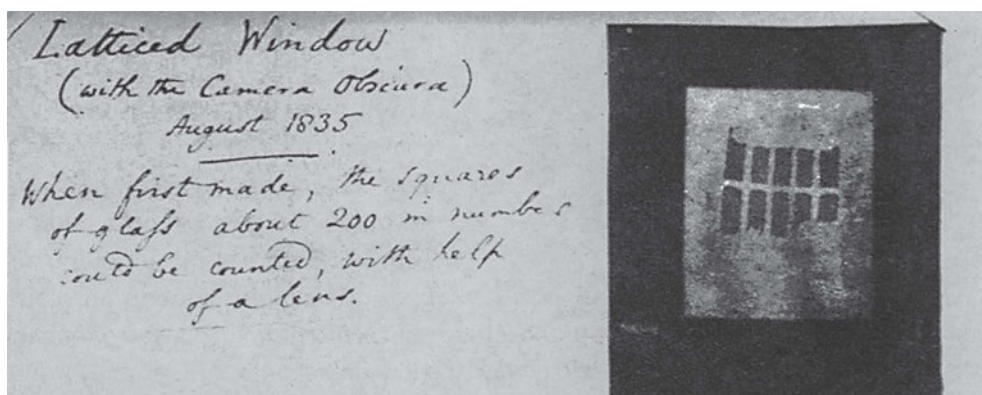 Latticed Window
(with the Camera Obscura)
August 1835
When first made, the squares
of glass about 200 in number
could be counted, with help
of a lens.